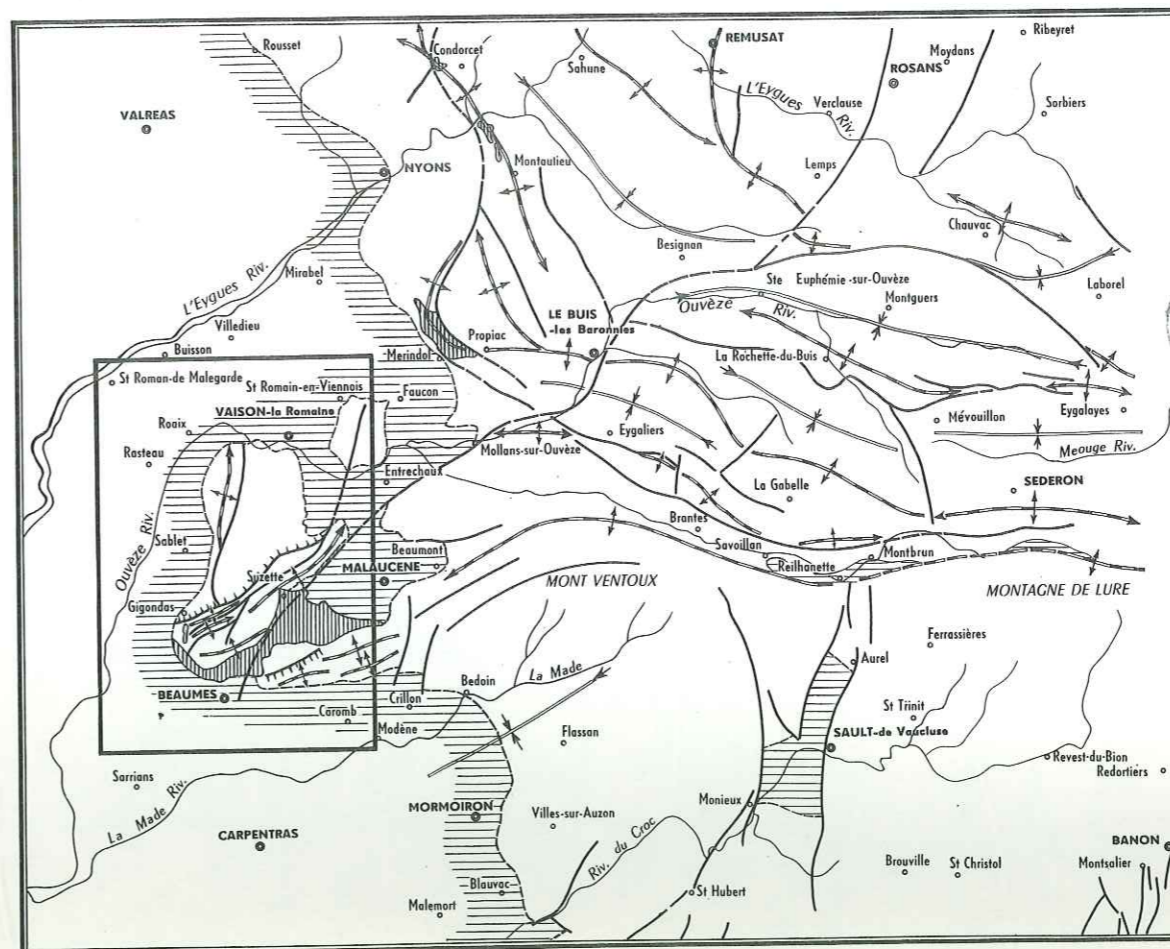 Rousset
Condorcet
REMUSAT
Ribeyret
Moydans
Sahune
ROSANS
L'Eygues
Riv.
Verclause
Sorbiers
VALREAS
NYONS
Montaulieu
Lemps
Chauvac
Besignan
L'Eygues Riv.
Mirabel
Ste Euphémie-sur-Ouvèze
Laborel
Villedieu
Buisson
LE BUIS
-les Baronnies
Ouvèze
Riv.
Montguers
Propiac
Merindol
La Rochette-du-Buis
St Roman-de Malegarde
St Romain-en-Viennois
Faucon
Eygalayes
VAISON-la Romaine
Roaix
Mévouillon
Eygaliers
Mollans-sur-Ouvèze
Meouge Riv.
Rasteau
Entrechaux
La Gabelle
SEDERON
Ouvèze Riv.
Sablet
Brantes
Beaumont
Savoillan
Montbrun
Suzette
MALAUCENE
MONT VENTOUX
Reilhanette
MONTAGNE DE LURE
Gigondas
Ferrassières
Aurel
La Made
BEAUMES
Bedoin
Crillon
St Trinit
Caromb
Modène
Flassan
SAULT-de Vaucluse
Revest-du-Bion
Redortiers
Sarrians
La Made Riv.
MORMOIRON
Villes-sur-Auzon
Monieux
CARPENTRAS
BANON
Riv. du Croc
Brouville
St Christol
Montsalier
Blauvac
St Hubert
Malemort